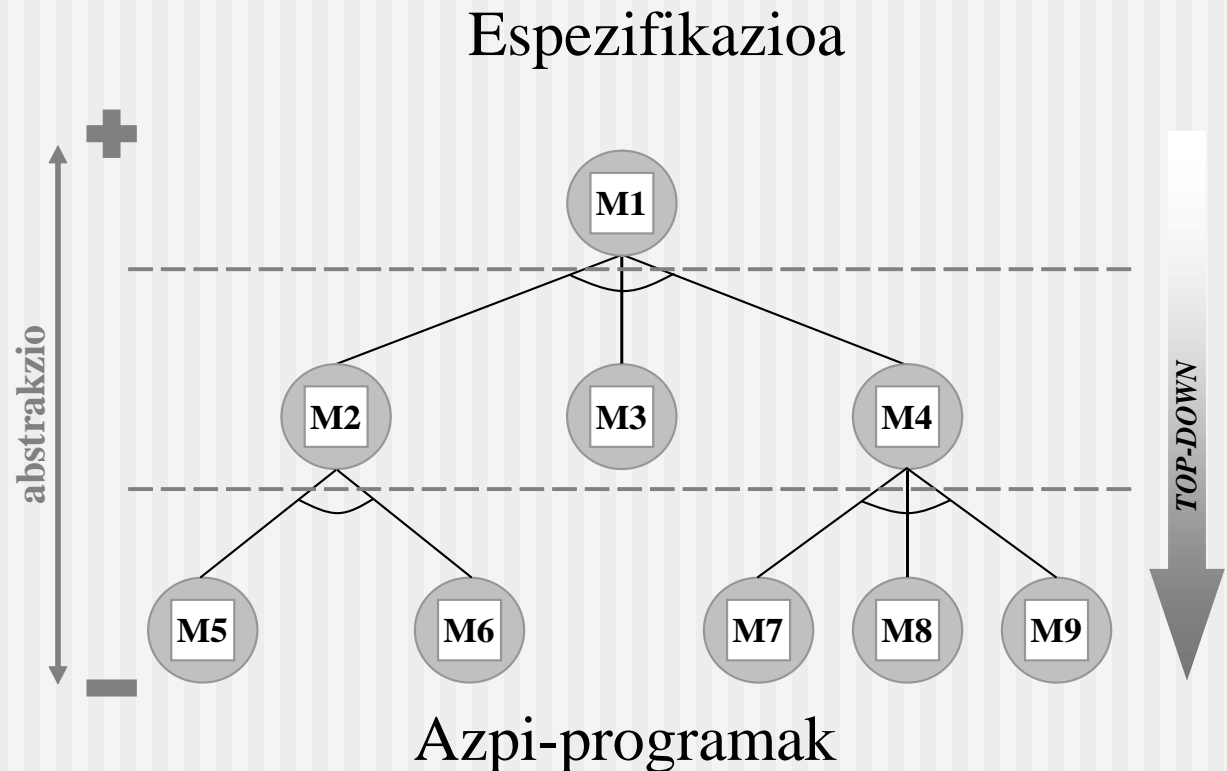 Espezifikazioa
M1
abstrakzio
M2
M3
M4
TOP-DOWN
M5
M6
M7
M8
M9
Azpi-programak